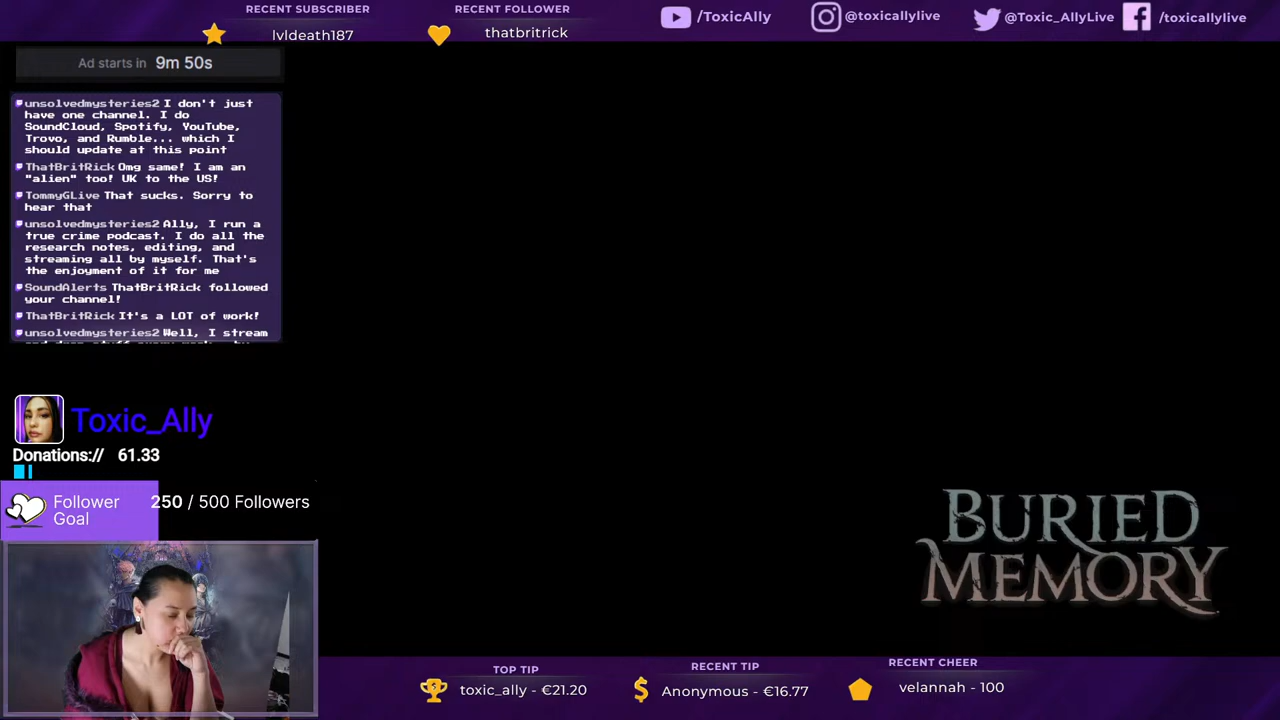 RECENT SUBSCRIBER
lvldeath187
RECENT FOLLOWER
thatbritrick
/ToxicAlly
@toxicallylive
@Toxic_AllyLive
/toxicallylive
Ad starts in 9m 50s
unsolvedmysteries2 I don't just
have one channel. I do
SoundCloud, Spotify, YouTube,
Trovo, and Rumble... which I
should update at this point
ThatBritRick Omg same! I am an
"alien" too! UK to the US!
TommyGLive That sucks. Sorry to
hear that
unsolvedmysteries2 Ally, I run a
true crime podcast. I do all the
research notes, editing, and
streaming all by myself. That's
the enjoyment of it for me
SoundAlerts ThatBritRick followed
your channel!
ThatBritRick It's a LOT of work!
unsolvedmysteries2 Well, I stream
Toxic_Ally
Donations:// 61.33
Follower
Goal
250 / 500 Followers
BURIED
MEMORY
TOP TIP
toxic_ally - €21.20
RECENT TIP
Anonymous - €16.77
RECENT CHEER
velannah - 100